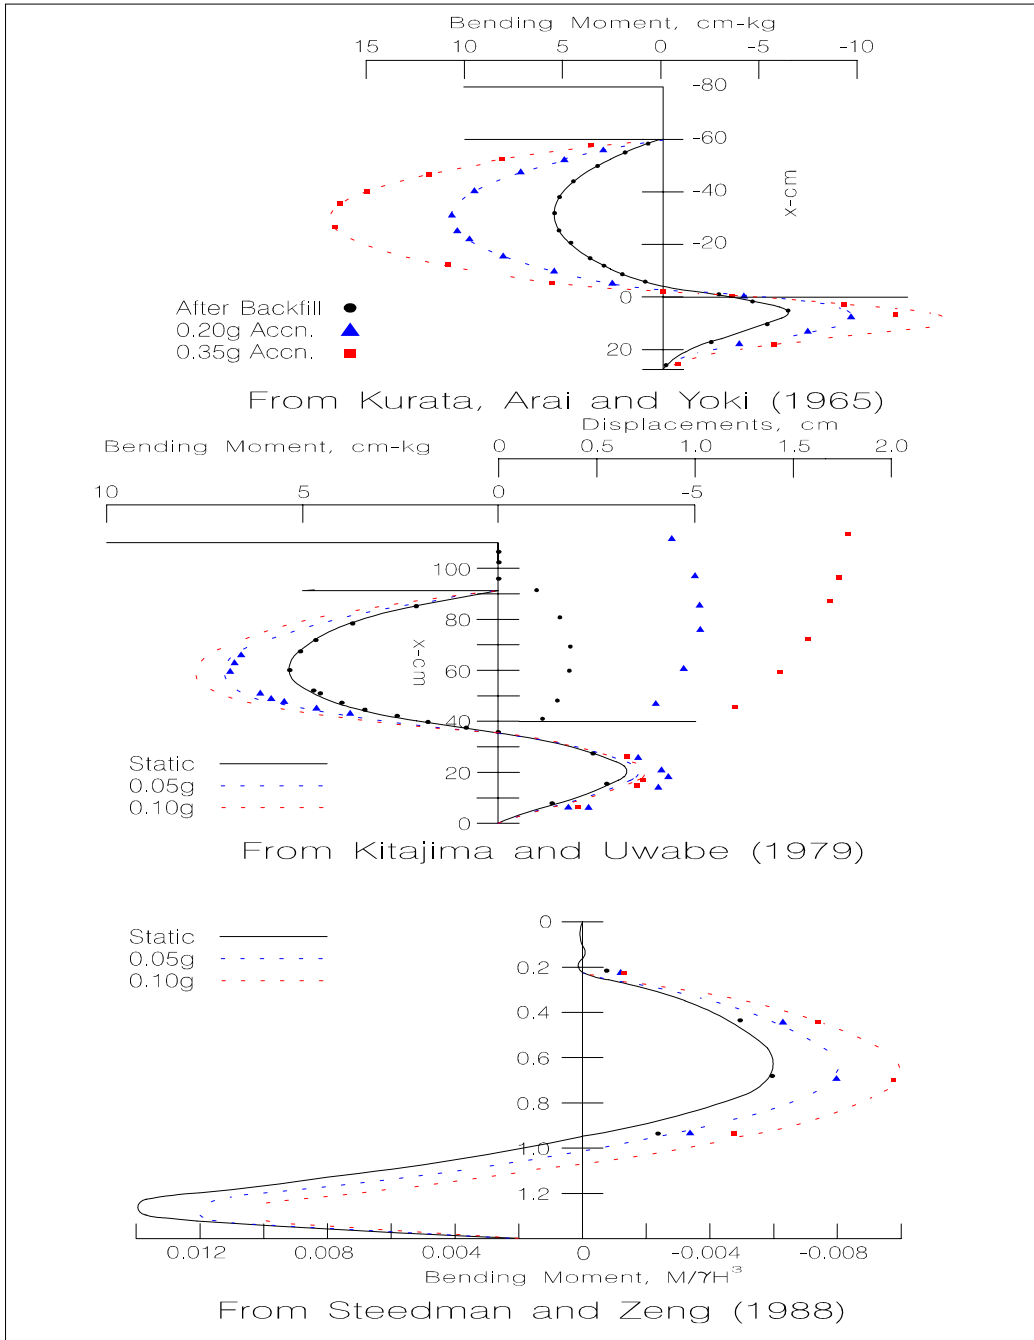 Bending Moment, cm-kg
15 10 5 0 -5 -10
-80
-60
-40
-20
0
20
x-cm
After Backfill
0.20g Accn.
0.35g Accn.
From Kurata, Arai and Yoki (1965)
Displacements, cm
Bending Moment, cm-kg
0 0.5 1.0 1.5 2.0
10 5 0 -5
100
80
60
40
20
0
x-cm
Static
0.05g
0.10g
From Kitajima and Uwabe (1979)
Static
0.05g
0.10g
0
0.2
0.4
0.6
0.8
1.0
1.2
0.012 0.008 0.004 0 -0.004 -0.008
Bending Moment, M/γH³
From Steedman and Zeng (1988)